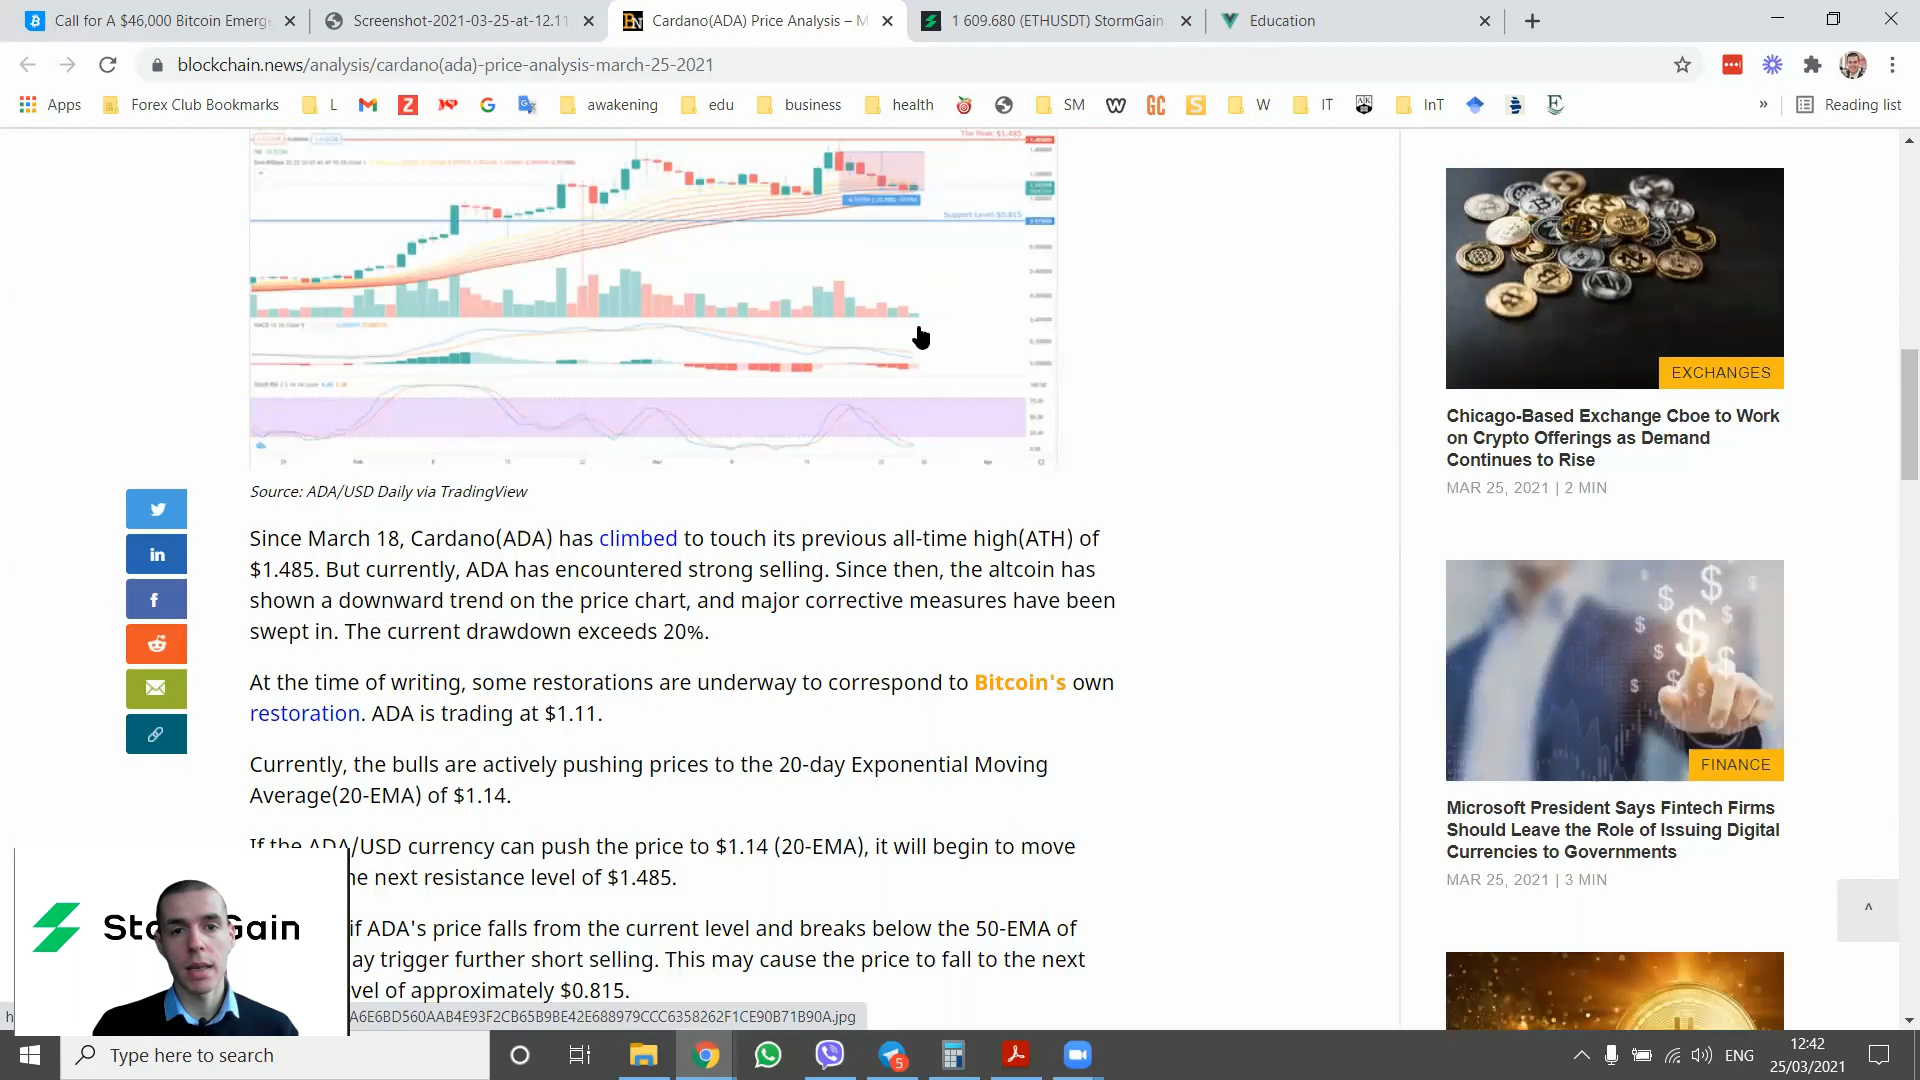 Call for A $46,000 Bitcoin Emerge
Screenshot-2021-03-25-at-12.11
Cardano(ADA) Price Analysis – M
1 609.680 (ETHUSDT) StormGain
Education
blockchain.news/analysis/cardano(ada)-price-analysis-march-25-2021
Apps
Forex Club Bookmarks
L
awakening
edu
business
health
SM
W
IT
InT
Reading list
The Peak: $1.485
Support Level:$0.815
Source: ADA/USD Daily via TradingView
Since March 18, Cardano(ADA) has climbed to touch its previous all-time high(ATH) of
$1.485. But currently, ADA has encountered strong selling. Since then, the altcoin has
shown a downward trend on the price chart, and major corrective measures have been
swept in. The current drawdown exceeds 20%.
At the time of writing, some restorations are underway to correspond to Bitcoin's own
restoration. ADA is trading at $1.11.
Currently, the bulls are actively pushing prices to the 20-day Exponential Moving
Average(20-EMA) of $1.14.
If the ADA/USD currency can push the price to $1.14 (20-EMA), it will begin to move
he next resistance level of $1.485.
if ADA's price falls from the current level and breaks below the 50-EMA of
ay trigger further short selling. This may cause the price to fall to the next
vel of approximately $0.815.
A6E6BD560AAB4E93F2CB65B9BE42E688979CCC6358262F1CE90B71B90A.jpg
EXCHANGES
Chicago-Based Exchange Cboe to Work
on Crypto Offerings as Demand
Continues to Rise
MAR 25, 2021 | 2 MIN
FINANCE
Microsoft President Says Fintech Firms
Should Leave the Role of Issuing Digital
Currencies to Governments
MAR 25, 2021 | 3 MIN
Type here to search
5
ENG
12:42
25/03/2021